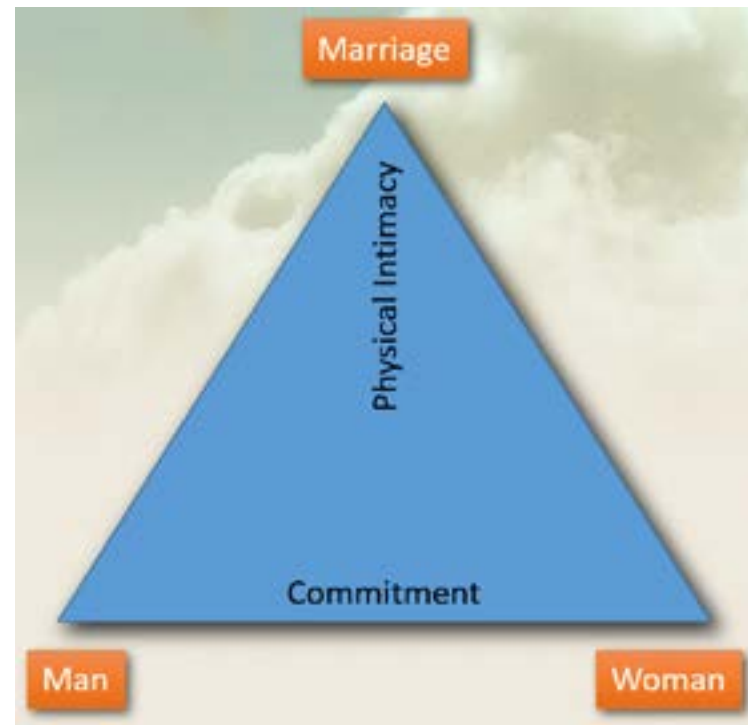 Marriage
Physical Intimacy
Commitment
Man
Woman